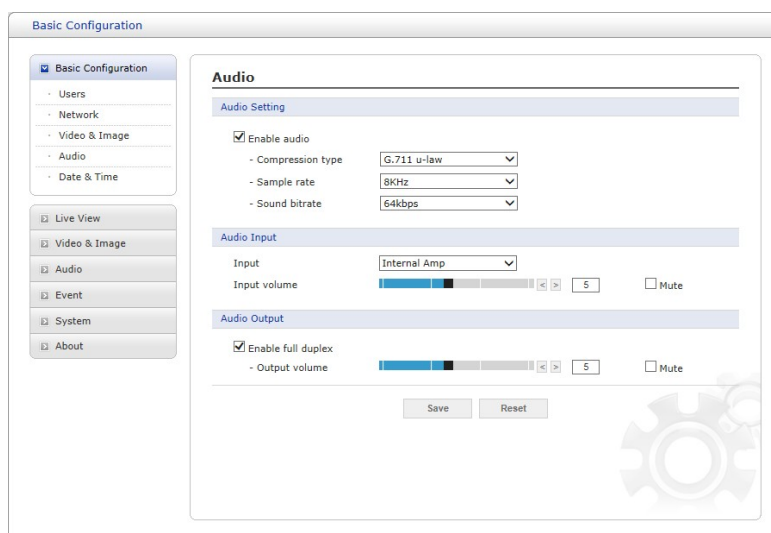 Basic Configuration
Basic Configuration
Users
Network
Video & Image
Audio
Date & Time
Live View
Video & Image
Audio
Event
System
About
Audio
Audio Setting
Enable audio
- Compression type G.711 u-law
- Sample rate 8KHz
- Sound bitrate 64kbps
Audio Input
Input Internal Amp
Input volume < > 5 Mute
Audio Output
Enable full duplex
- Output volume < > 5 Mute
Save Reset